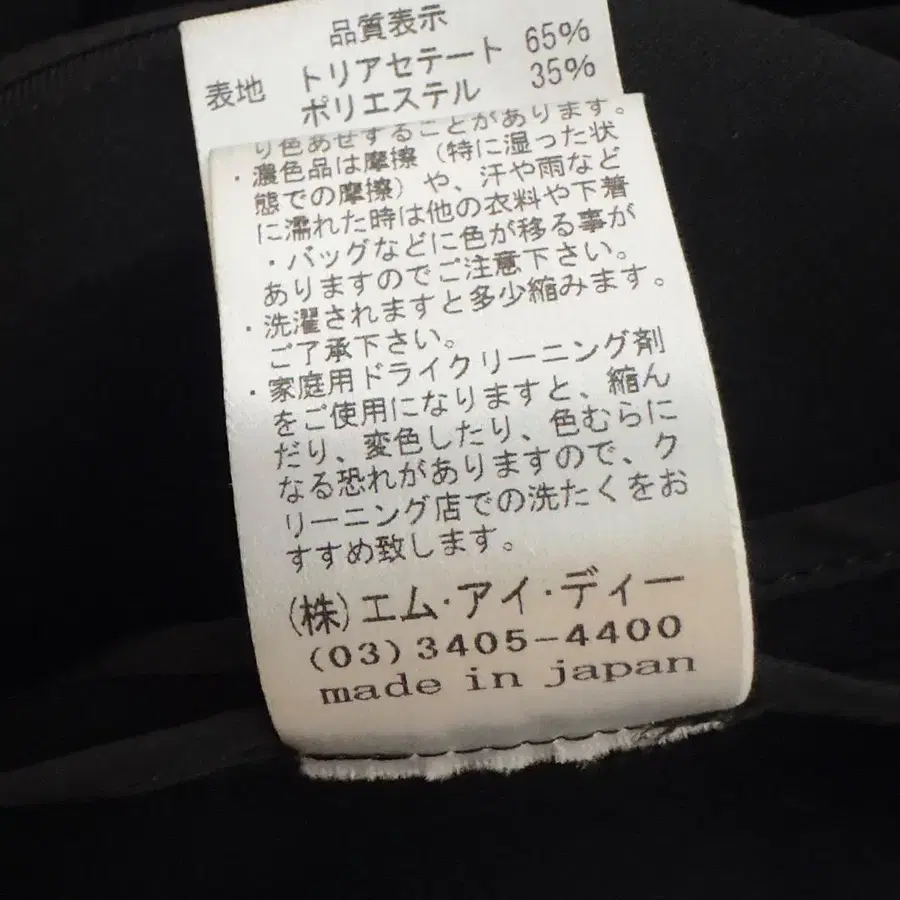 品質表示
表地 トリアセテート 65%
ポリエステル 35%
り色あせすることがあります。
・濃色品は摩擦（特に湿った状
態での摩擦）や、汗や雨など
に濡れた時は他の衣料や下着
・バッグなどに色が移る事が
ありますのでご注意下さい。
・洗濯されますと多少縮みます。
ご了承下さい。
・家庭用ドライクリーニング剤
をご使用になりますと、縮ん
だり、変色したり、色むらに
なる恐れがありますので、ク
リーニング店での洗たくをお
すすめ致します。
(株)エム・アイ・ディー
(03)3405-4400
made in japan